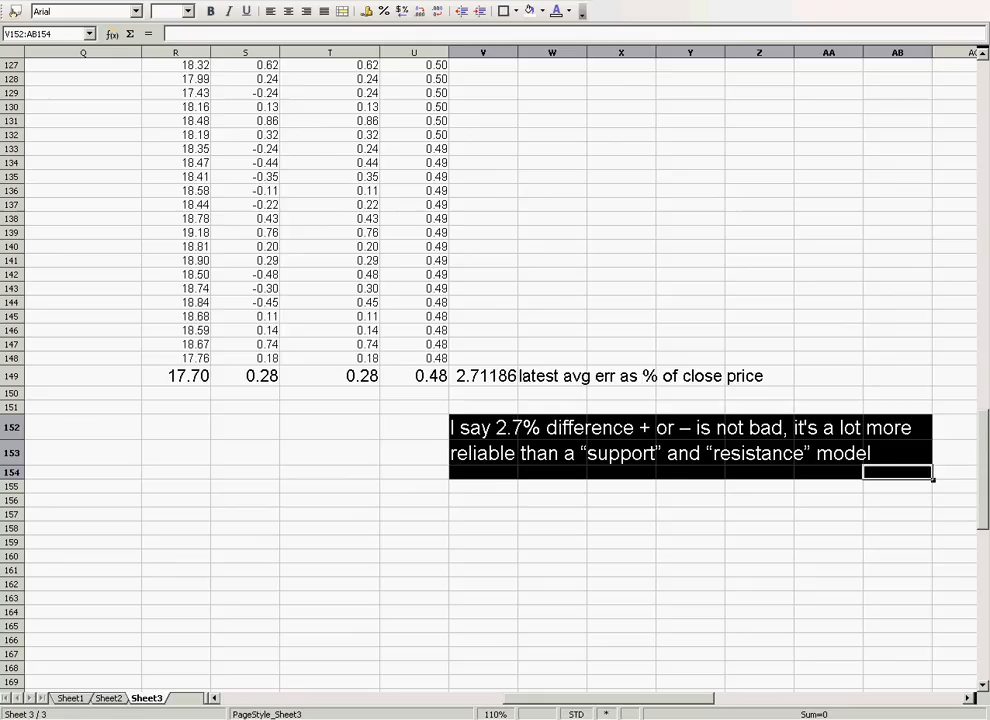 Arial
V152:AB154
Q R S T U V W X Y Z AA AB
127 18.32 0.62 0.62 0.50
128 17.99 0.24 0.24 0.50
129 17.43 -0.24 0.24 0.50
130 18.16 0.13 0.13 0.50
131 18.48 0.86 0.86 0.50
132 18.19 0.32 0.32 0.50
133 18.35 -0.24 0.24 0.49
134 18.47 -0.44 0.44 0.49
135 18.41 -0.35 0.35 0.49
136 18.58 -0.11 0.11 0.49
137 18.44 -0.22 0.22 0.49
138 18.78 0.43 0.43 0.49
139 19.18 0.76 0.76 0.49
140 18.81 0.20 0.20 0.49
141 18.90 0.29 0.29 0.49
142 18.50 -0.48 0.48 0.49
143 18.74 -0.30 0.30 0.49
144 18.84 -0.45 0.45 0.48
145 18.68 0.11 0.11 0.48
146 18.59 0.14 0.14 0.48
147 18.67 0.74 0.74 0.48
148 17.76 0.18 0.18 0.48
149 17.70 0.28 0.28 0.48 2.71186 latest avg err as % of close price
150
151
152 I say 2.7% difference + or – is not bad, it's a lot more
153 reliable than a “support” and “resistance” model
154
155
156
157
158
159
160
161
162
163
164
165
166
167
168
169
Sheet1 Sheet2 Sheet3
Sheet 3 / 3 PageStyle_Sheet3 110% STD * Sum=0